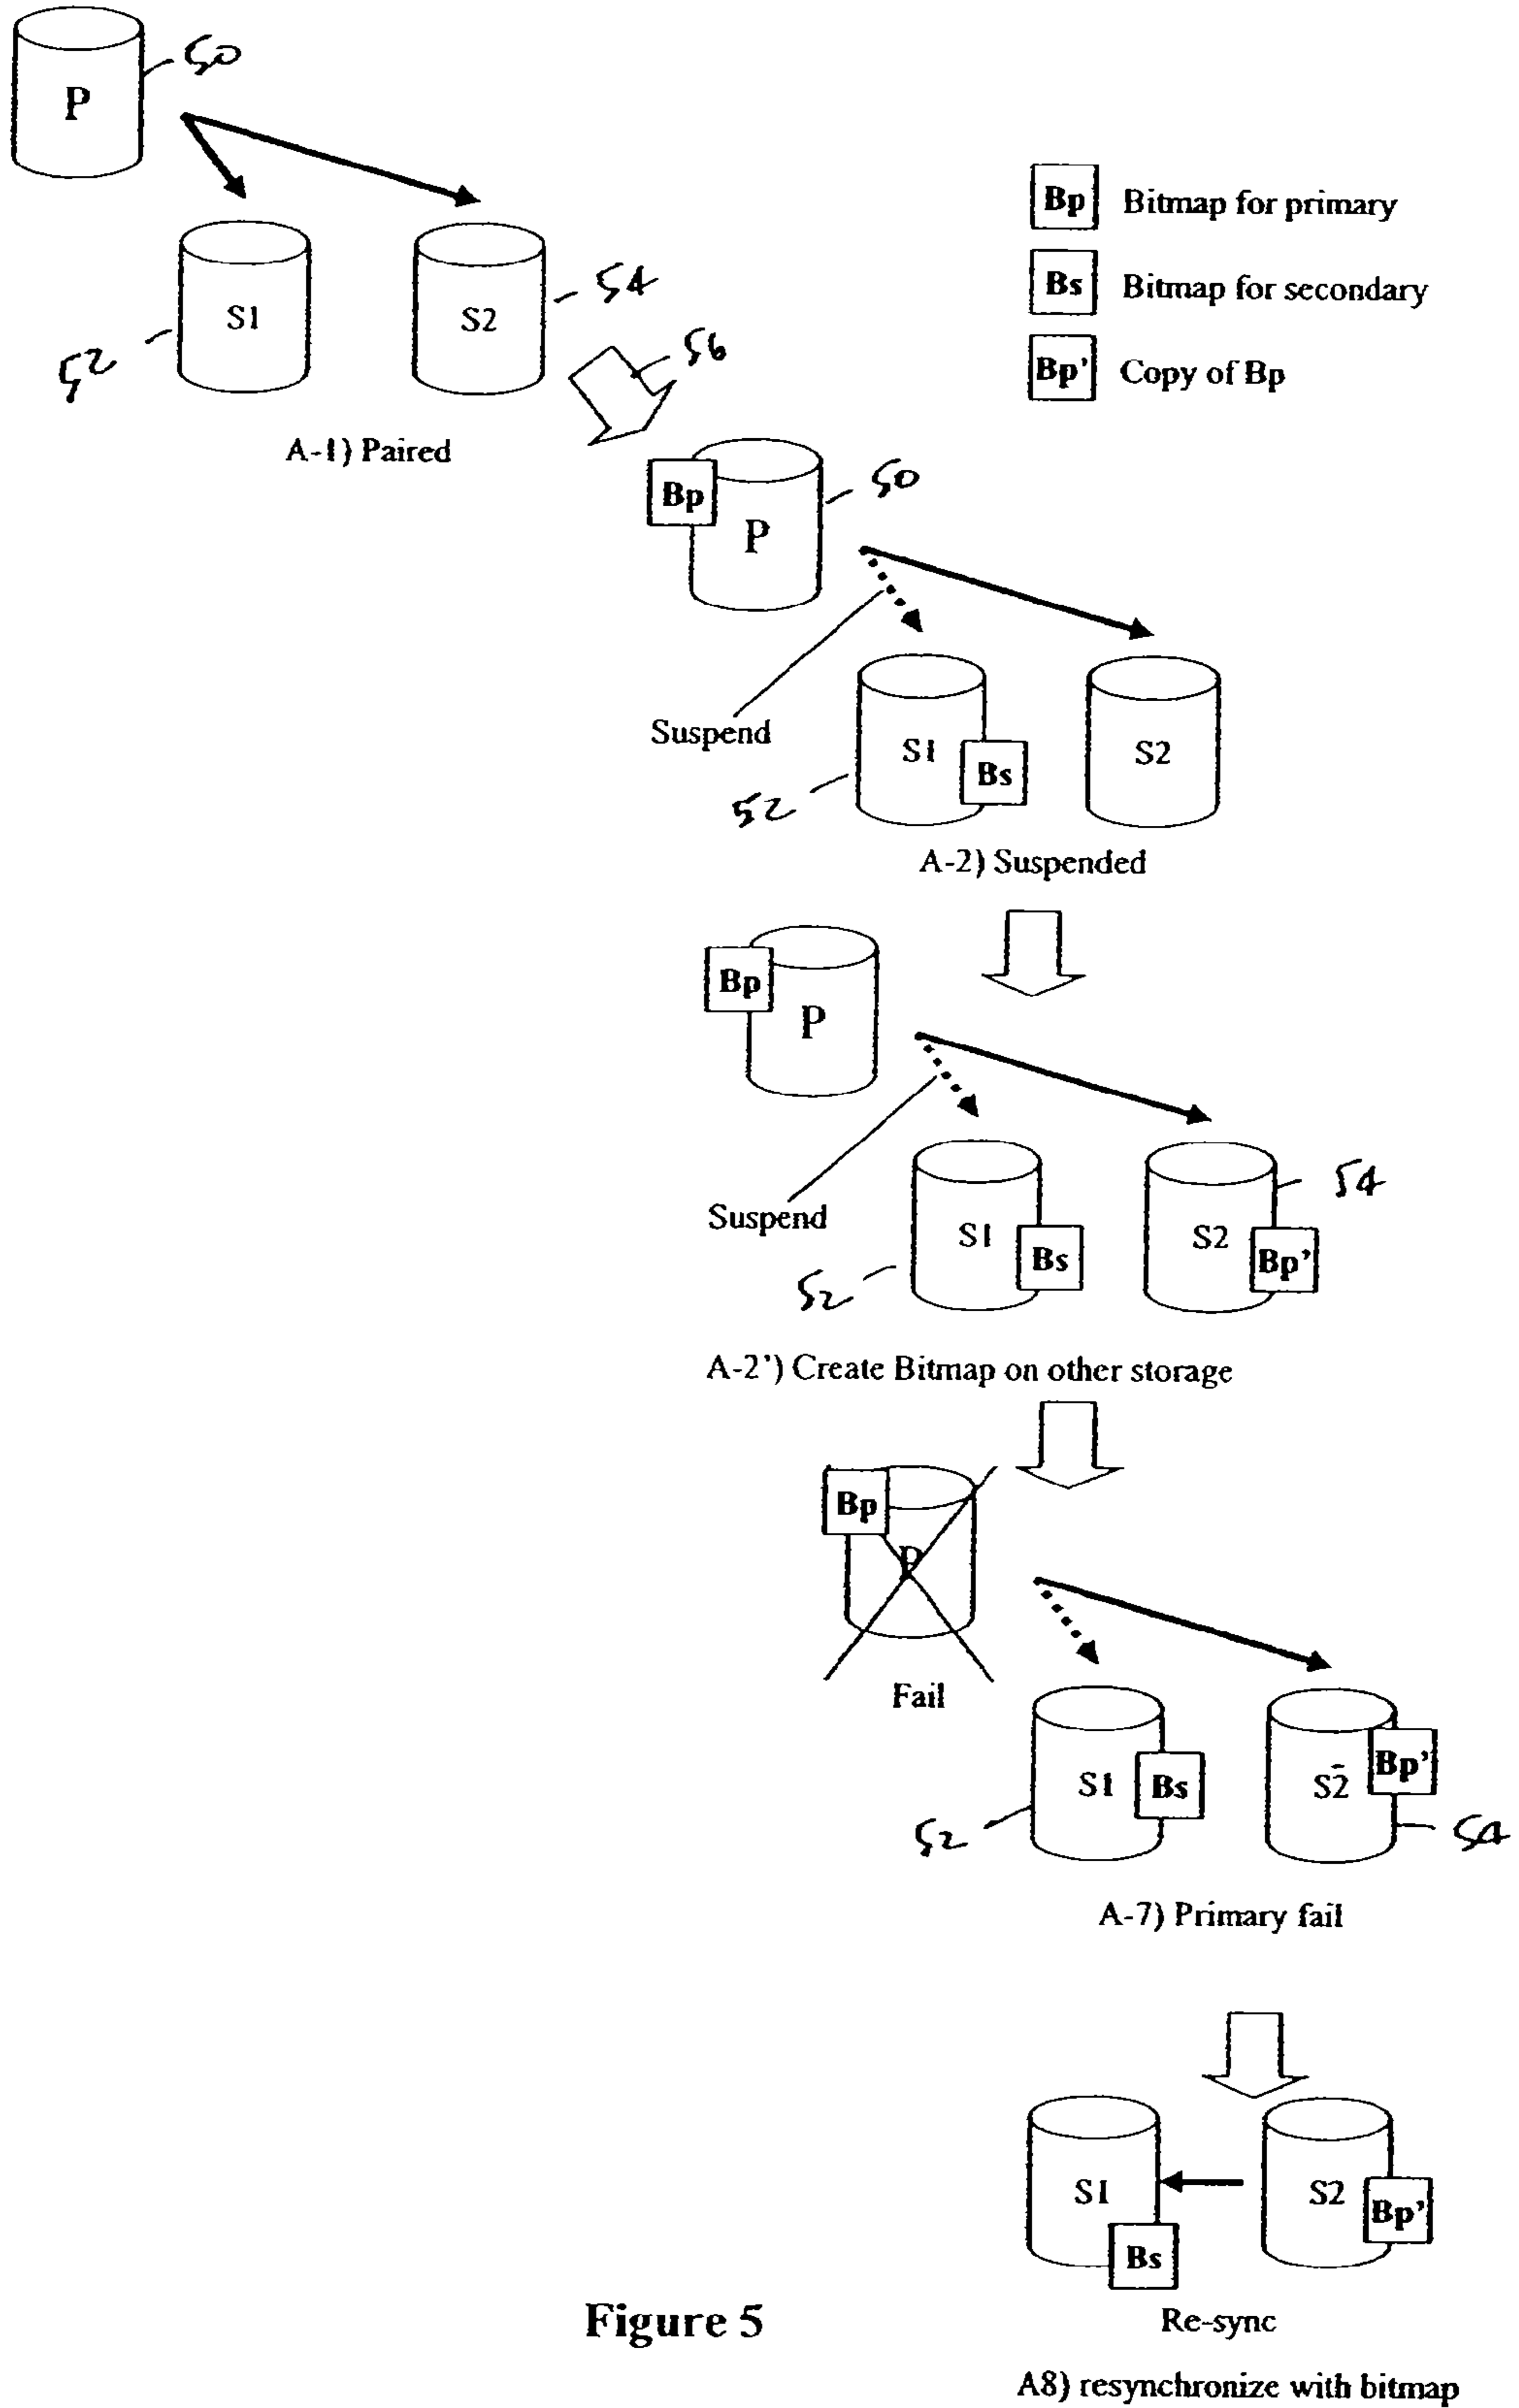 P
50
Bp Bitmap for primary
Bs Bitmap for secondary
Bp' Copy of Bp
S1
S2
54
52
56
A-1) Paired
Bp
P
50
Suspend
S1
Bs
S2
52
A-2) Suspended
Bp
P
Suspend
S1
Bs
S2
Bp'
54
52
A-2') Create Bitmap on other storage
Bp
P
Fail
S1
Bs
S2
Bp'
52
54
A-7) Primary fail
S1
Bs
S2
Bp'
Re-sync
Figure 5
A8) resynchronize with bitmap